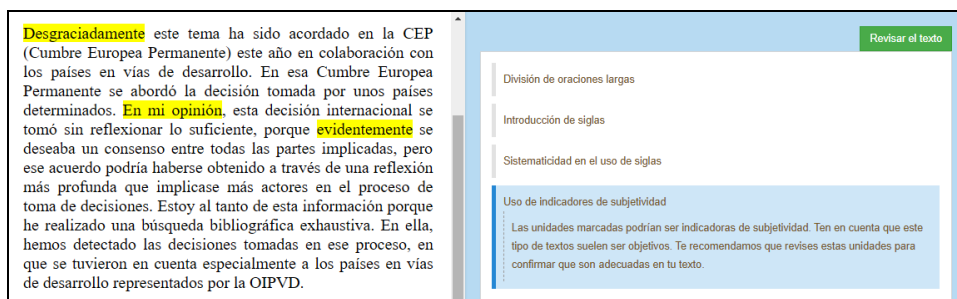 Desgraciadamente este tema ha sido acordado en la CEP
(Cumbre Europea Permanente) este año en colaboración con
los países en vías de desarrollo. En esa Cumbre Europea
Permanente se abordó la decisión tomada por unos países
determinados. En mi opinión, esta decisión internacional se
tomó sin reflexionar lo suficiente, porque evidentemente se
deseaba un consenso entre todas las partes implicadas, pero
ese acuerdo podría haberse obtenido a través de una reflexión
más profunda que implicase más actores en el proceso de
toma de decisiones. Estoy al tanto de esta información porque
he realizado una búsqueda bibliográfica exhaustiva. En ella,
hemos detectado las decisiones tomadas en ese proceso, en
que se tuvieron en cuenta especialmente a los países en vías
de desarrollo representados por la OIPVD.
Revisar el texto
División de oraciones largas
Introducción de siglas
Sistematicidad en el uso de siglas
Uso de indicadores de subjetividad
Las unidades marcadas podrían ser indicadoras de subjetividad. Ten en cuenta que este
tipo de textos suelen ser objetivos. Te recomendamos que revises estas unidades para
confirmar que son adecuadas en tu texto.